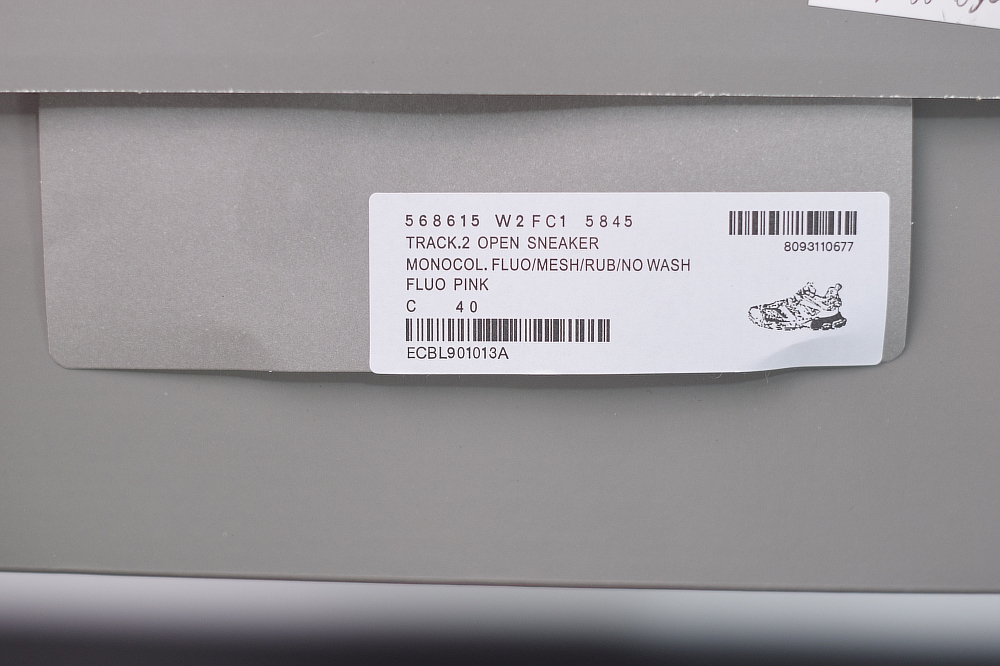 568615 W2FC1 5845
TRACK.2 OPEN SNEAKER
MONOCOL. FLUO/MESH/RUB/NO WASH
FLUO PINK
C 40
ECBL901013A
8093110677